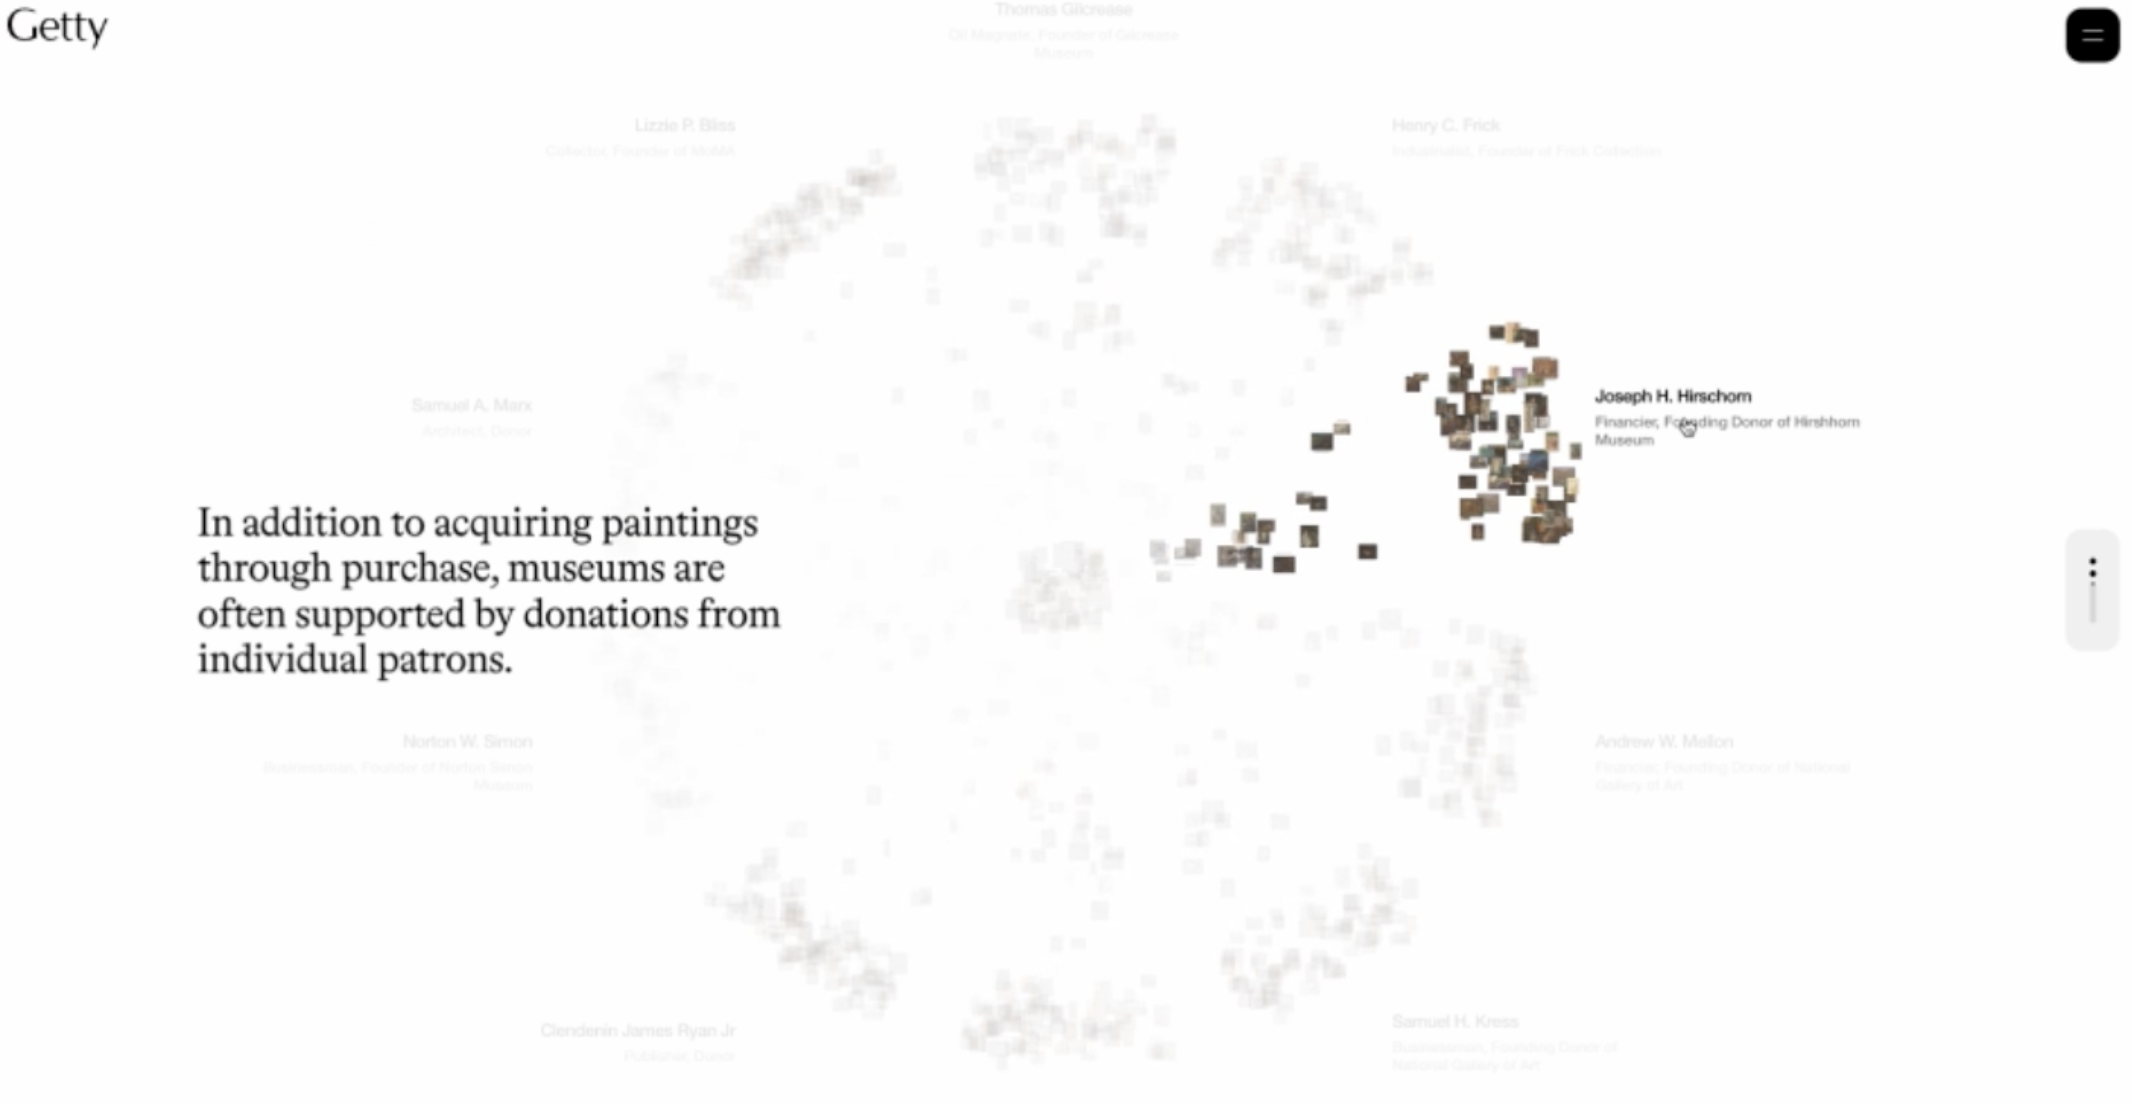 Getty
Thomas Gilcrease
Oil Magnate, Founder of Gilcrease
Museum
Lizzie P. Bliss
Collector, Founder of MoMA
Henry C. Frick
Industrialist, Founder of Frick Collection
Samuel A. Marx
Architect, Donor
Joseph H. Hirschorn
Financier, Founding Donor of Hirshhorn
Museum
In addition to acquiring paintings
through purchase, museums are
often supported by donations from
individual patrons.
Norton W. Simon
Businessman, Founder of Norton Simon
Museum
Andrew W. Mellon
Financier, Founding Donor of National
Gallery of Art
Clendenin James Ryan Jr
Publisher, Donor
Samuel H. Kress
Businessman, Founding Donor of
National Gallery of Art